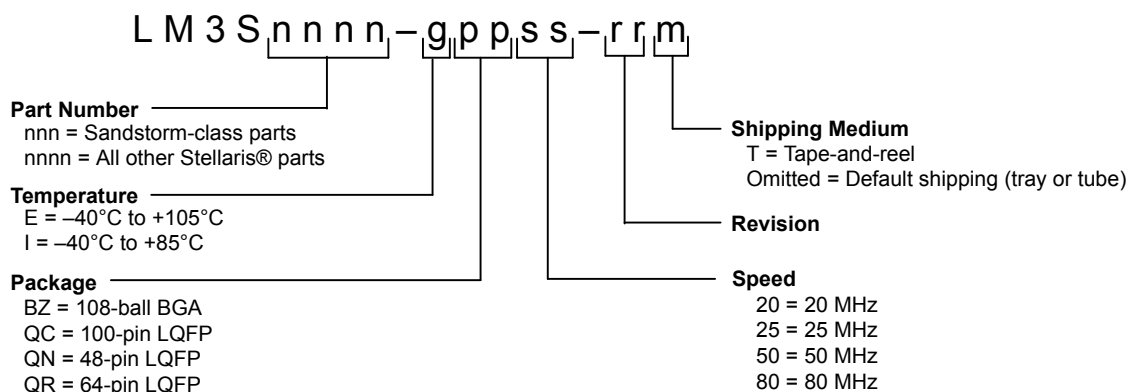 LM3Snnnn–gppss–rrm
Part Number
nnn = Sandstorm-class parts
nnnn = All other Stellaris® parts
Temperature
E = –40°C to +105°C
I = –40°C to +85°C
Package
BZ = 108-ball BGA
QC = 100-pin LQFP
QN = 48-pin LQFP
QR = 64-pin LQFP
Shipping Medium
T = Tape-and-reel
Omitted = Default shipping (tray or tube)
Revision
Speed
20 = 20 MHz
25 = 25 MHz
50 = 50 MHz
80 = 80 MHz